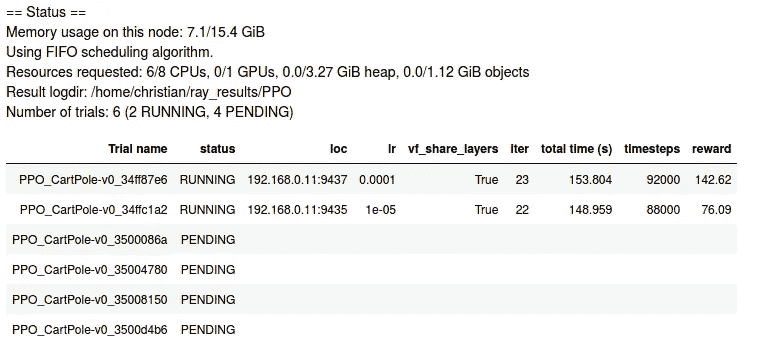 == Status ==
Memory usage on this node: 7.1/15.4 GiB
Using FIFO scheduling algorithm.
Resources requested: 6/8 CPUs, 0/1 GPUs, 0.0/3.27 GiB heap, 0.0/1.12 GiB objects
Result logdir: /home/christian/ray_results/PPO
Number of trials: 6 (2 RUNNING, 4 PENDING)
Trial name status loc lr vf_share_layers iter total time (s) timesteps reward
PPO_CartPole-v0_34ff87e6 RUNNING 192.168.0.11:9437 0.0001 True 23 153.804 92000 142.62
PPO_CartPole-v0_34ffc1a2 RUNNING 192.168.0.11:9435 1e-05 True 22 148.959 88000 76.09
PPO_CartPole-v0_3500086a PENDING
PPO_CartPole-v0_35004780 PENDING
PPO_CartPole-v0_35008150 PENDING
PPO_CartPole-v0_3500d4b6 PENDING